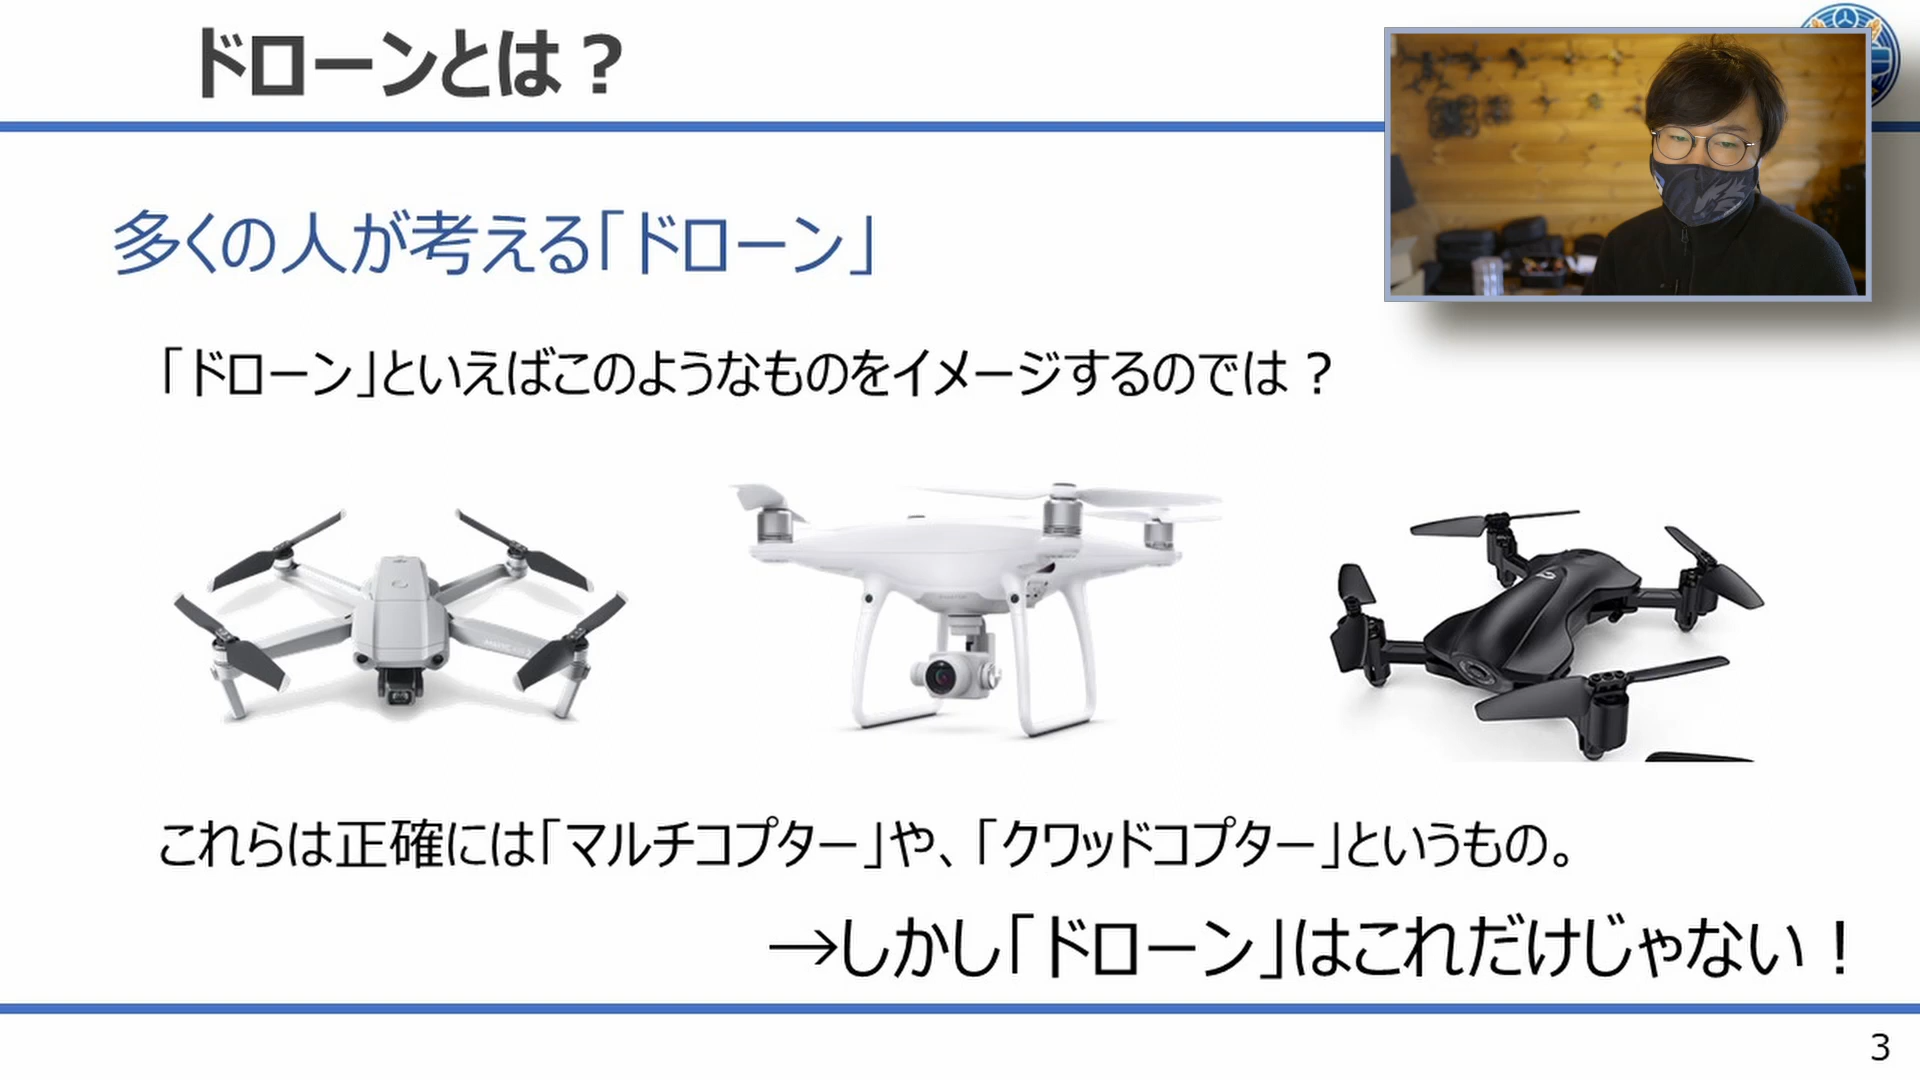 ドローンとは？
多くの人が考える「ドローン」
「ドローン」といえばこのようなものをイメージするのでは？
これらは正確には「マルチコプター」や、「クワッドコプター」というもの。
→しかし「ドローン」はこれだけじゃない！
3